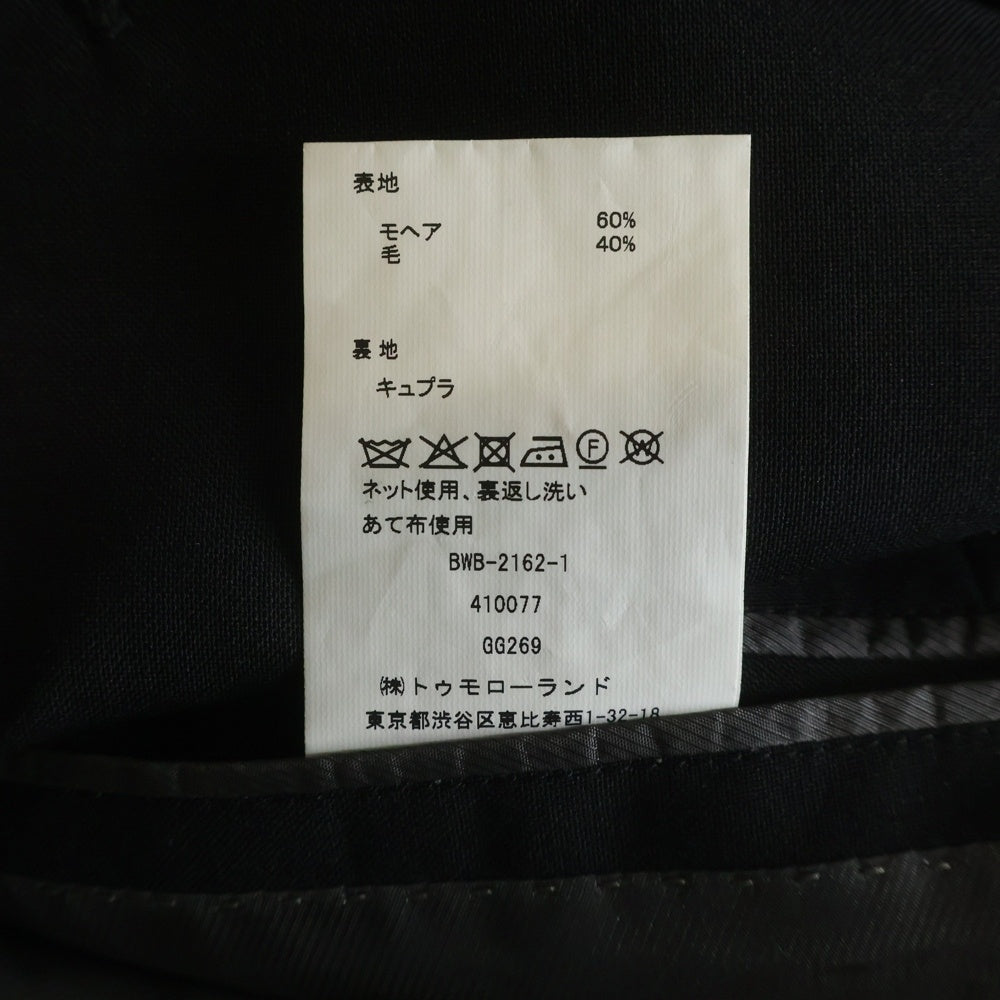 表地
モヘア 60%
毛 40%
裏地
キュプラ
F W
ネット使用、裏返し洗い
あて布使用
BWB-2162-1
410077
GG269
㈱トゥモローランド
東京都渋谷区恵比寿西1-32-18